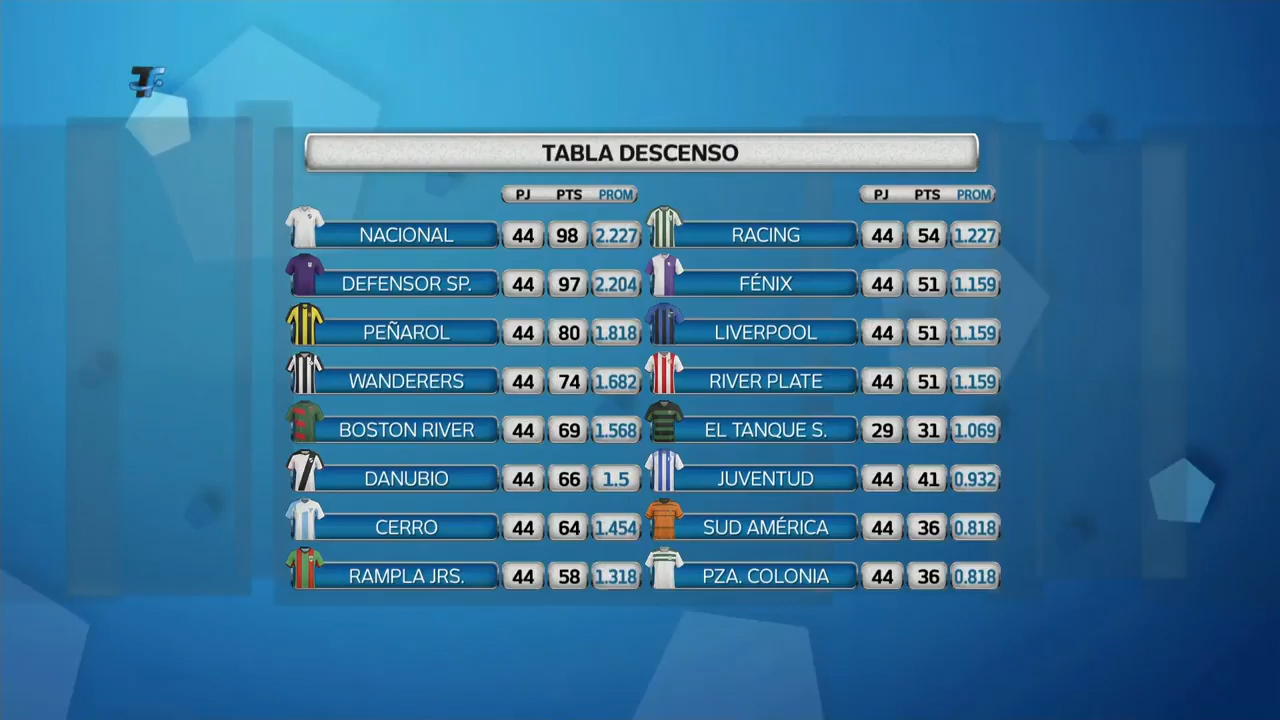 TF
TABLA DESCENSO
PJ PTS PROM
NACIONAL 44 98 2.227
DEFENSOR SP. 44 97 2.204
PEÑAROL 44 80 1.818
WANDERERS 44 74 1.682
BOSTON RIVER 44 69 1.568
DANUBIO 44 66 1.5
CERRO 44 64 1.454
RAMPLA JRS. 44 58 1.318
PJ PTS PROM
RACING 44 54 1.227
FÉNIX 44 51 1.159
LIVERPOOL 44 51 1.159
RIVER PLATE 44 51 1.159
EL TANQUE S. 29 31 1.069
JUVENTUD 44 41 0.932
SUD AMÉRICA 44 36 0.818
PZA. COLONIA 44 36 0.818